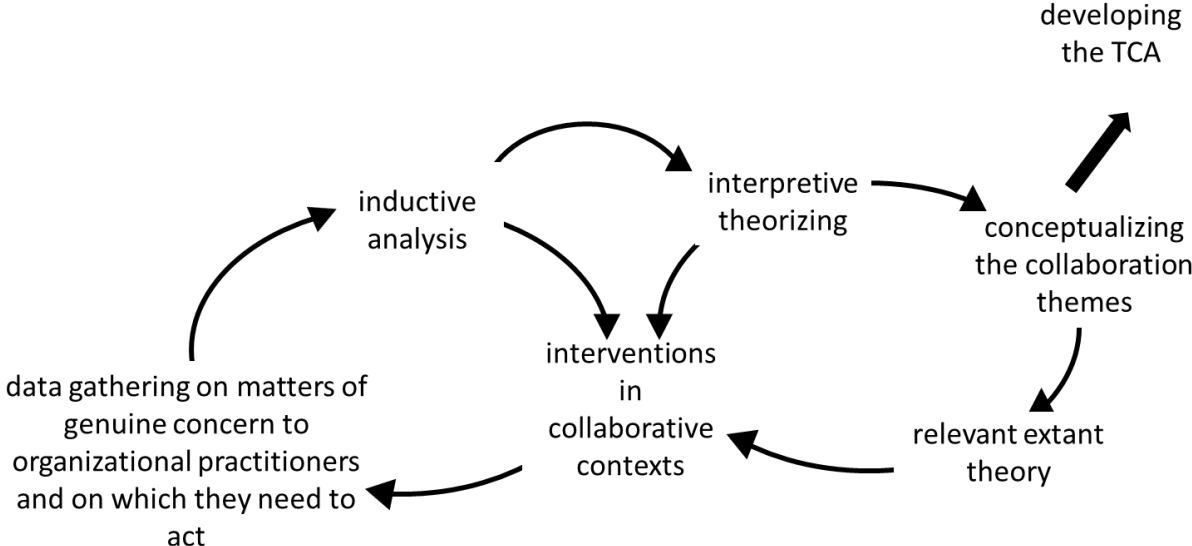 developing
the TCA
inductive
analysis
interpretive
theorizing
conceptualizing
the collaboration
themes
interventions
in
collaborative
contexts
relevant extant
theory
data gathering on matters of
genuine concern to
organizational practitioners
and on which they need to
act